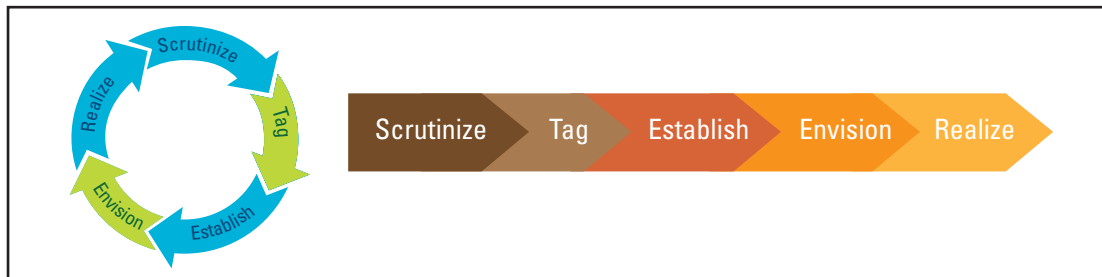 Scrutinize
Tag
Establish
Envision
Realize
Scrutinize Tag Establish Envision Realize